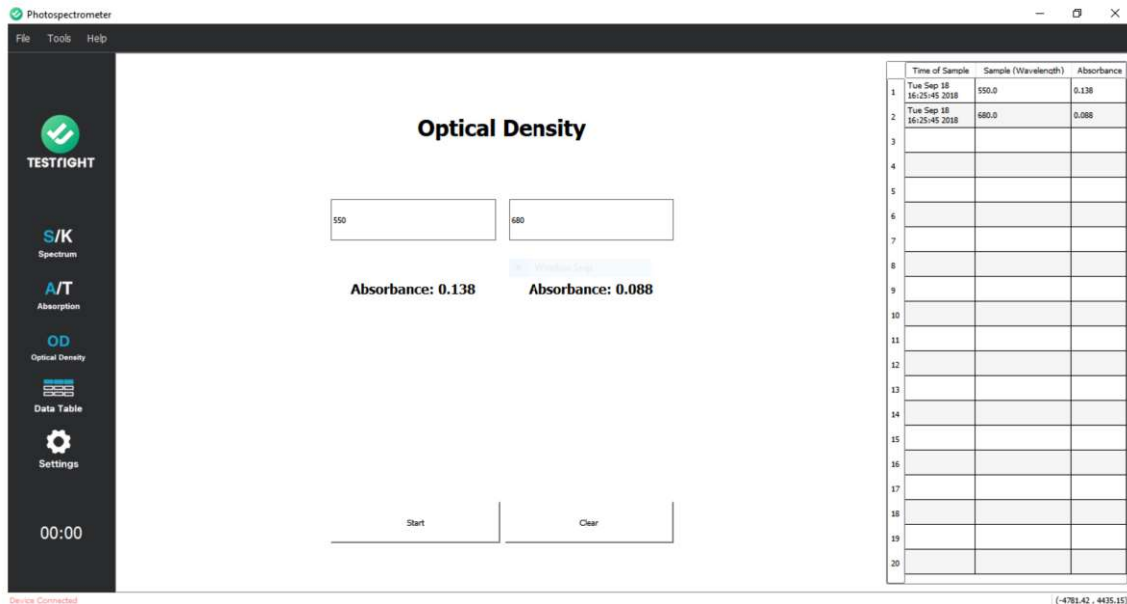 Photospectrometer
File Tools Help
TESTrIGHT
S/K
Spectrum
A/T
Absorption
OD
Optical Density
Data Table
Settings
00:00
Optical Density
550 680
Absorbance: 0.138 Absorbance: 0.088
Start Clear
Time of Sample Sample (Wavelength) Absorbance
1 Tue Sep 18 16:25:45 2018 550.0 0.138
2 Tue Sep 18 16:25:45 2018 680.0 0.088
3
4
5
6
7
8
9
10
11
12
13
14
15
16
17
18
19
20
Device Connected (-4781.42 , 4435.15)